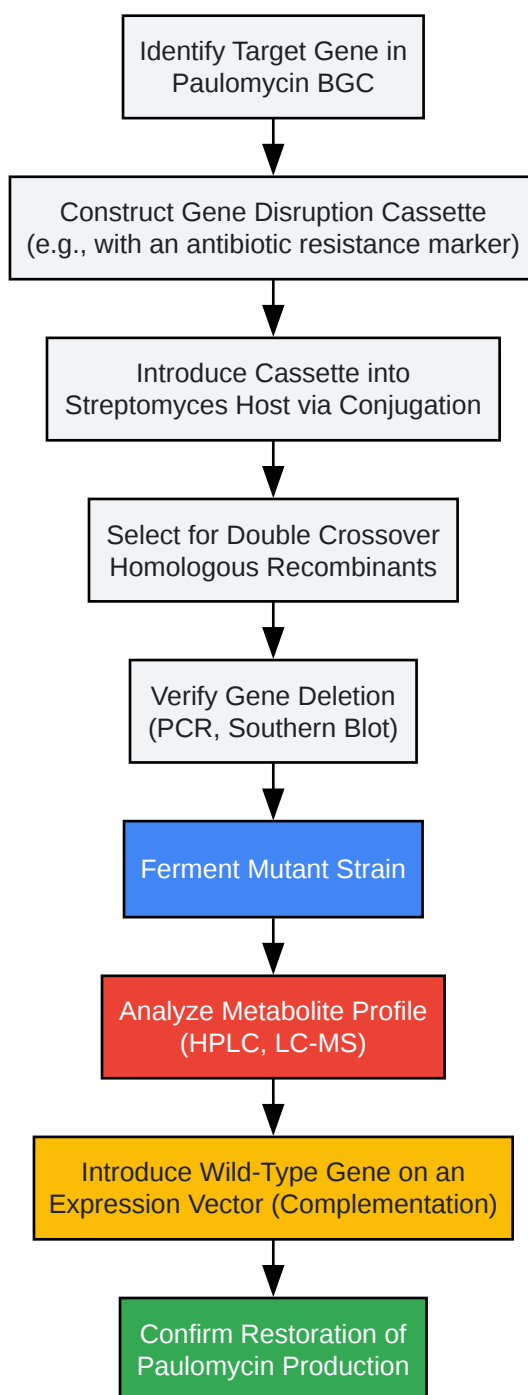 Identify Target Gene in
Paulomycin BGC
Construct Gene Disruption Cassette
(e.g., with an antibiotic resistance marker)
Introduce Cassette into
Streptomyces Host via Conjugation
Select for Double Crossover
Homologous Recombinants
Verify Gene Deletion
(PCR, Southern Blot)
Ferment Mutant Strain
Analyze Metabolite Profile
(HPLC, LC-MS)
Introduce Wild-Type Gene on an
Expression Vector (Complementation)
Confirm Restoration of
Paulomycin Production